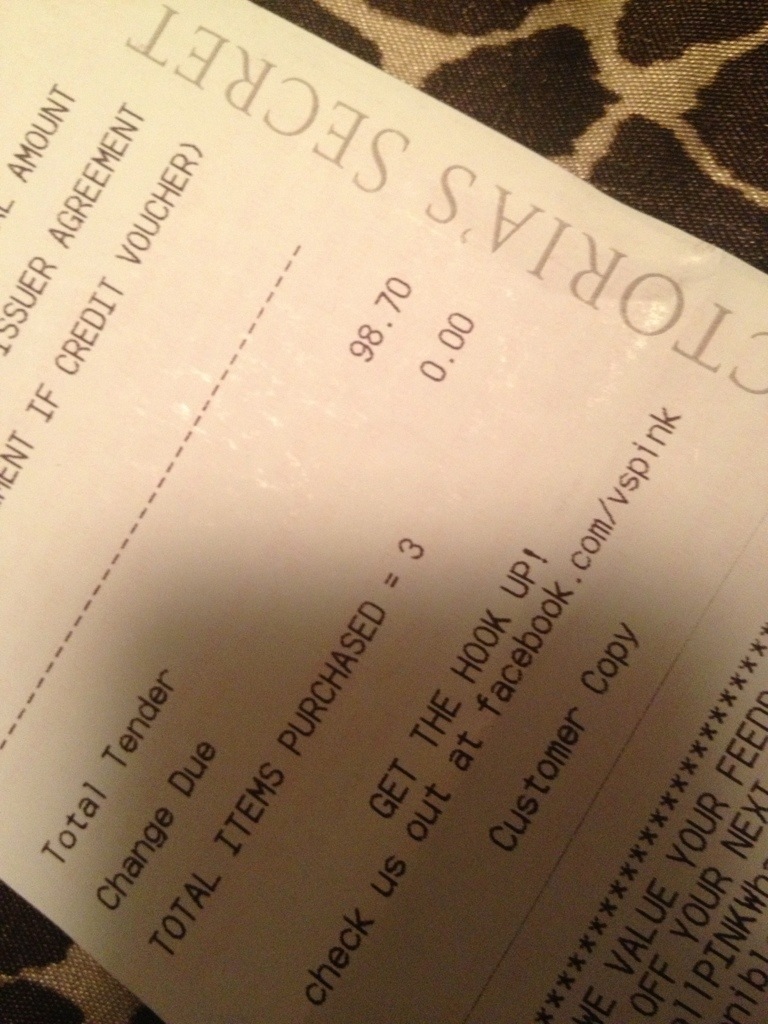 AMOUNT
ISSUER AGREEMENT
IF CREDIT VOUCHER)
Total Tender 98.70
Change Due 0.00
TOTAL ITEMS PURCHASED = 3
GET THE HOOK UP!
check us out at facebook.com/vspink
Customer Copy
WE VALUE YOUR
OFF YOUR NEXT
CTORIA'S SECRET